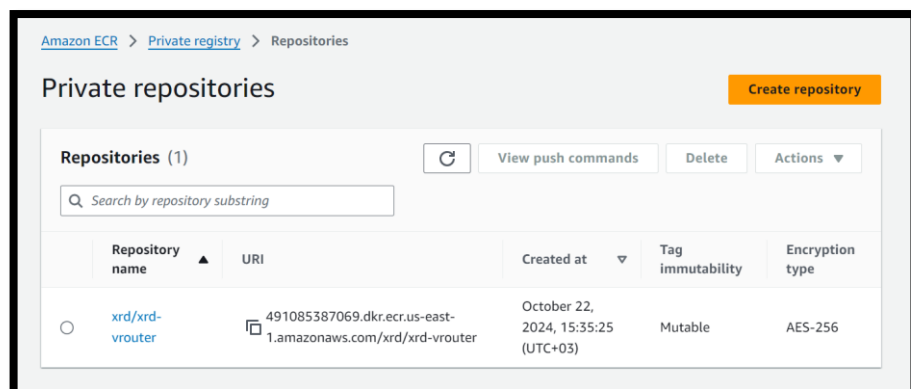 Amazon ECR > Private registry > Repositories
Private repositories
Create repository
Repositories (1)
View push commands
Delete
Actions
Search by repository substring
Repository name
URI
Created at
Tag immutability
Encryption type
xrd/xrd-
vrouter
491085387069.dkr.ecr.us-east-
1.amazonaws.com/xrd/xrd-vrouter
October 22,
2024, 15:35:25
(UTC+03)
Mutable
AES-256